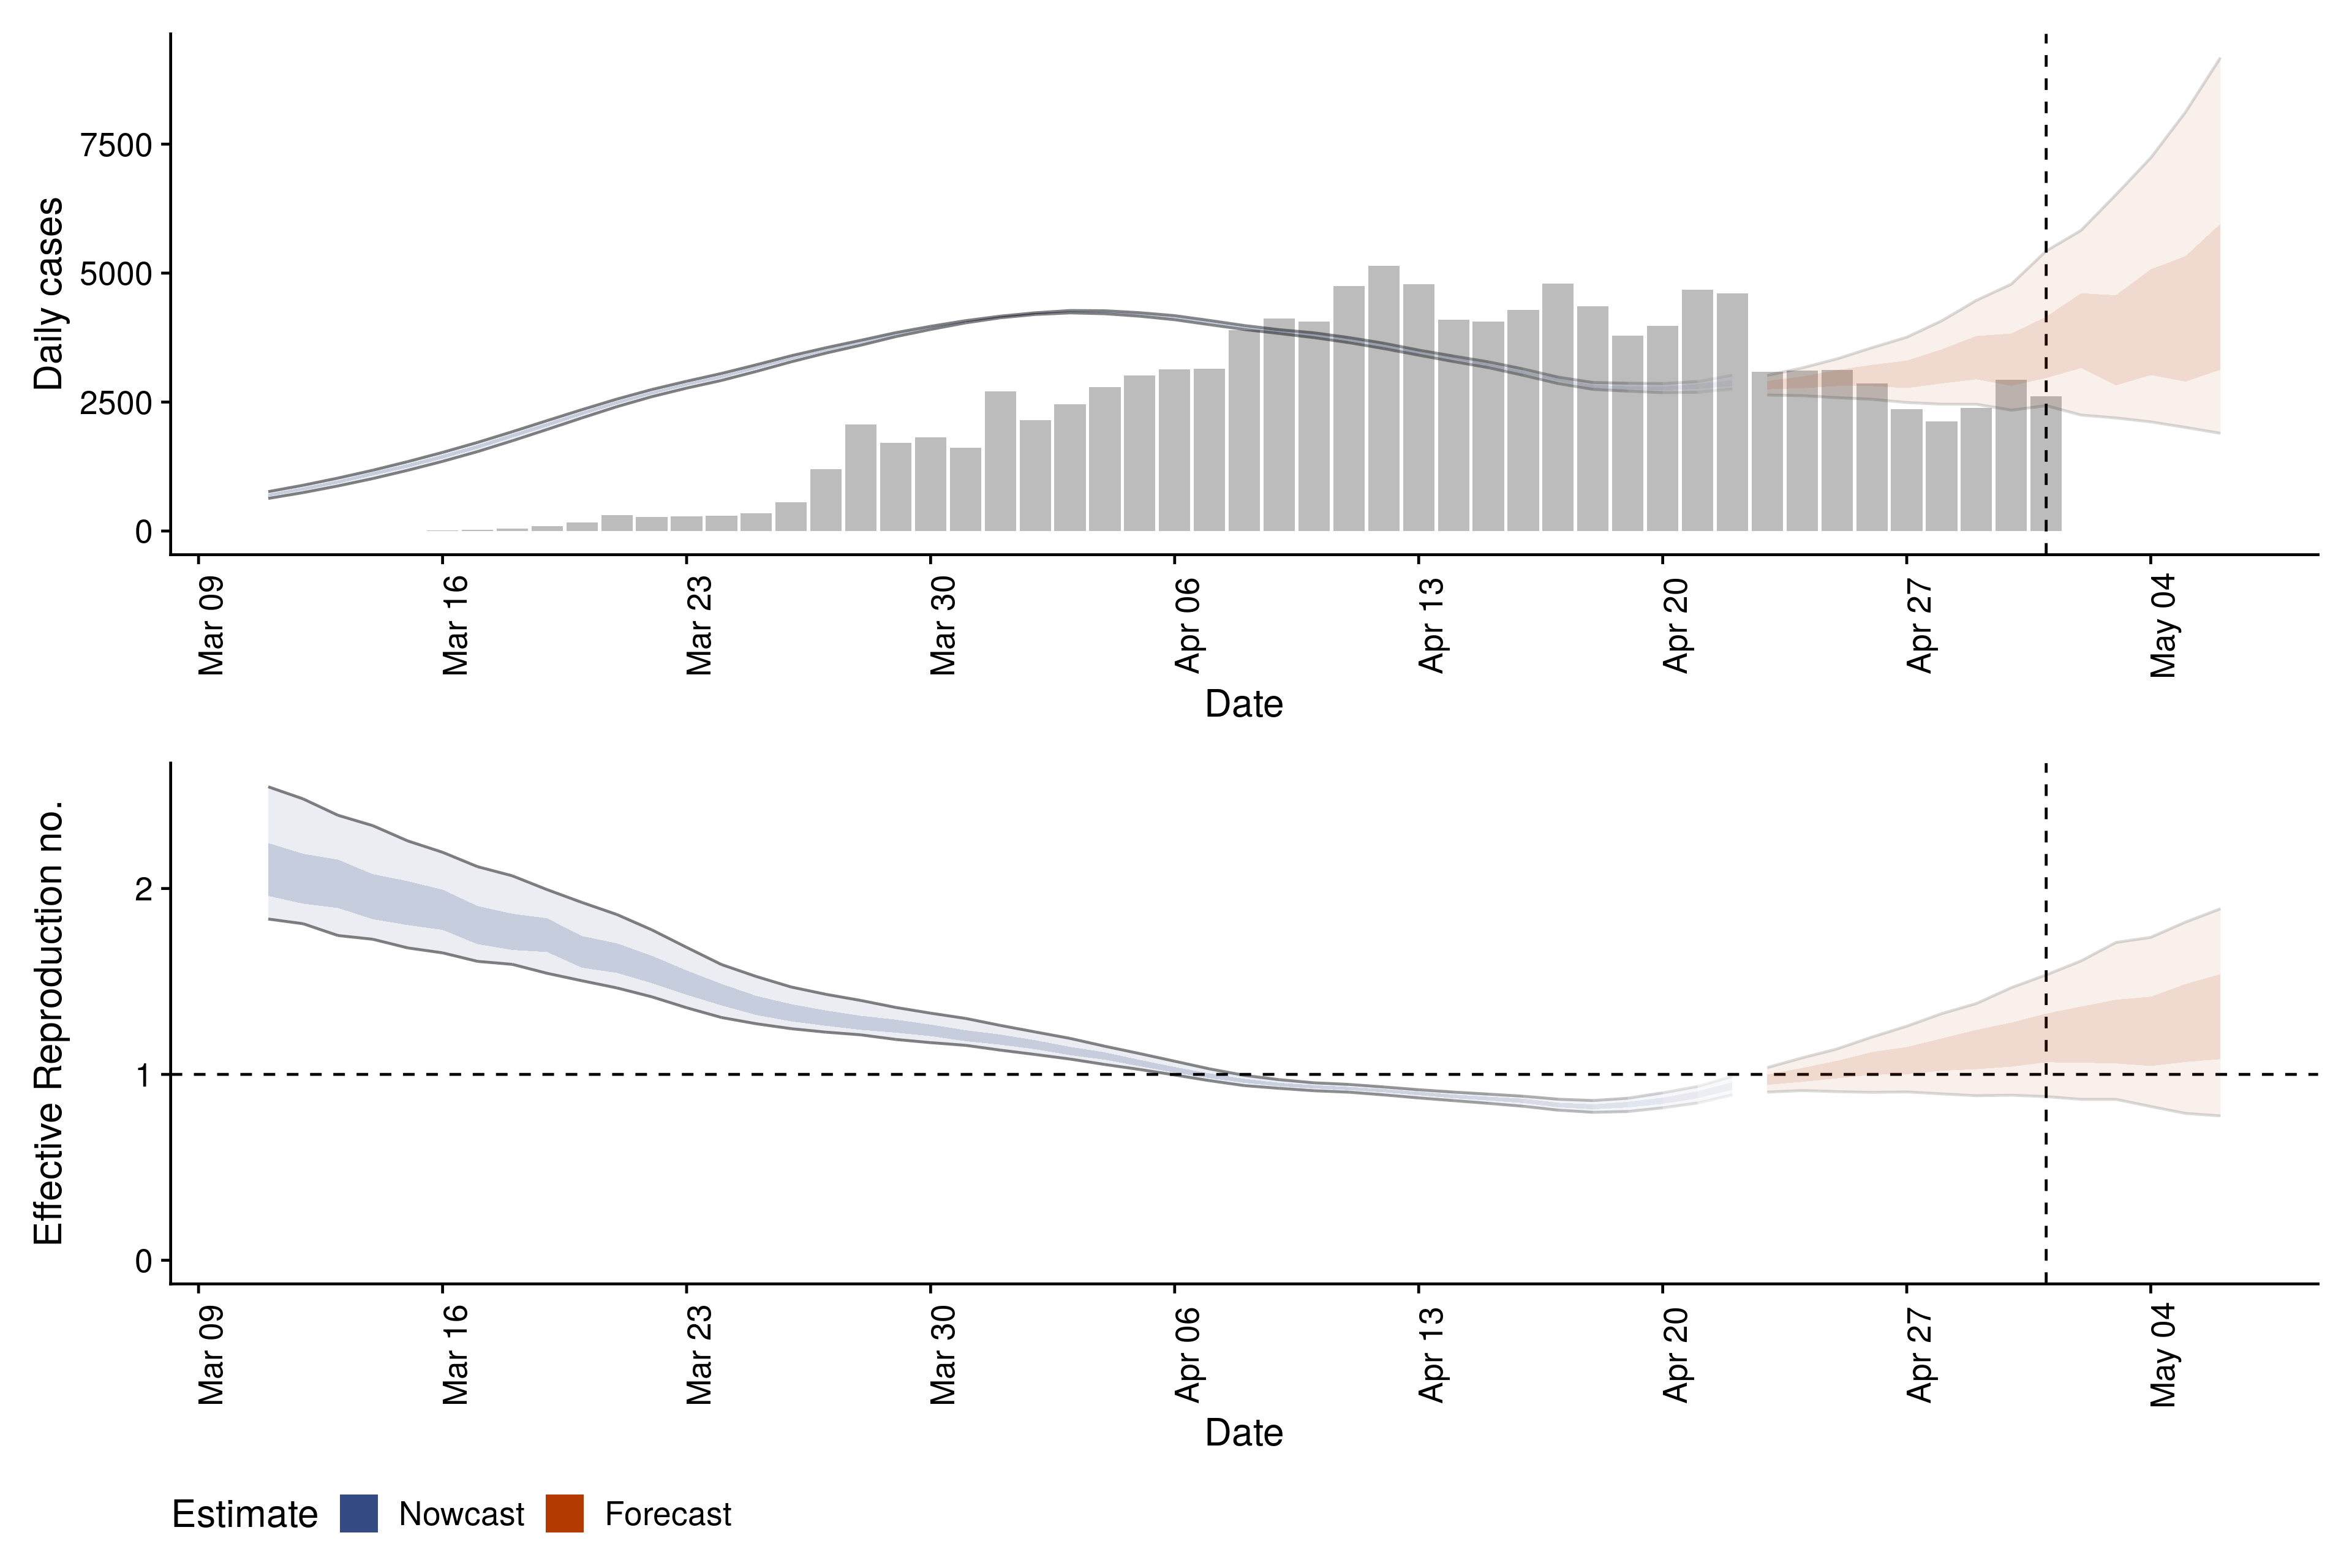 Daily cases
7500
5000
2500
0
Mar 09
Mar 16
Mar 23
Mar 30
Apr 06
Apr 13
Apr 20
Apr 27
May 04
Date
Effective Reproduction no.
2
1
0
Mar 09
Mar 16
Mar 23
Mar 30
Apr 06
Apr 13
Apr 20
Apr 27
May 04
Date
Estimate Nowcast Forecast